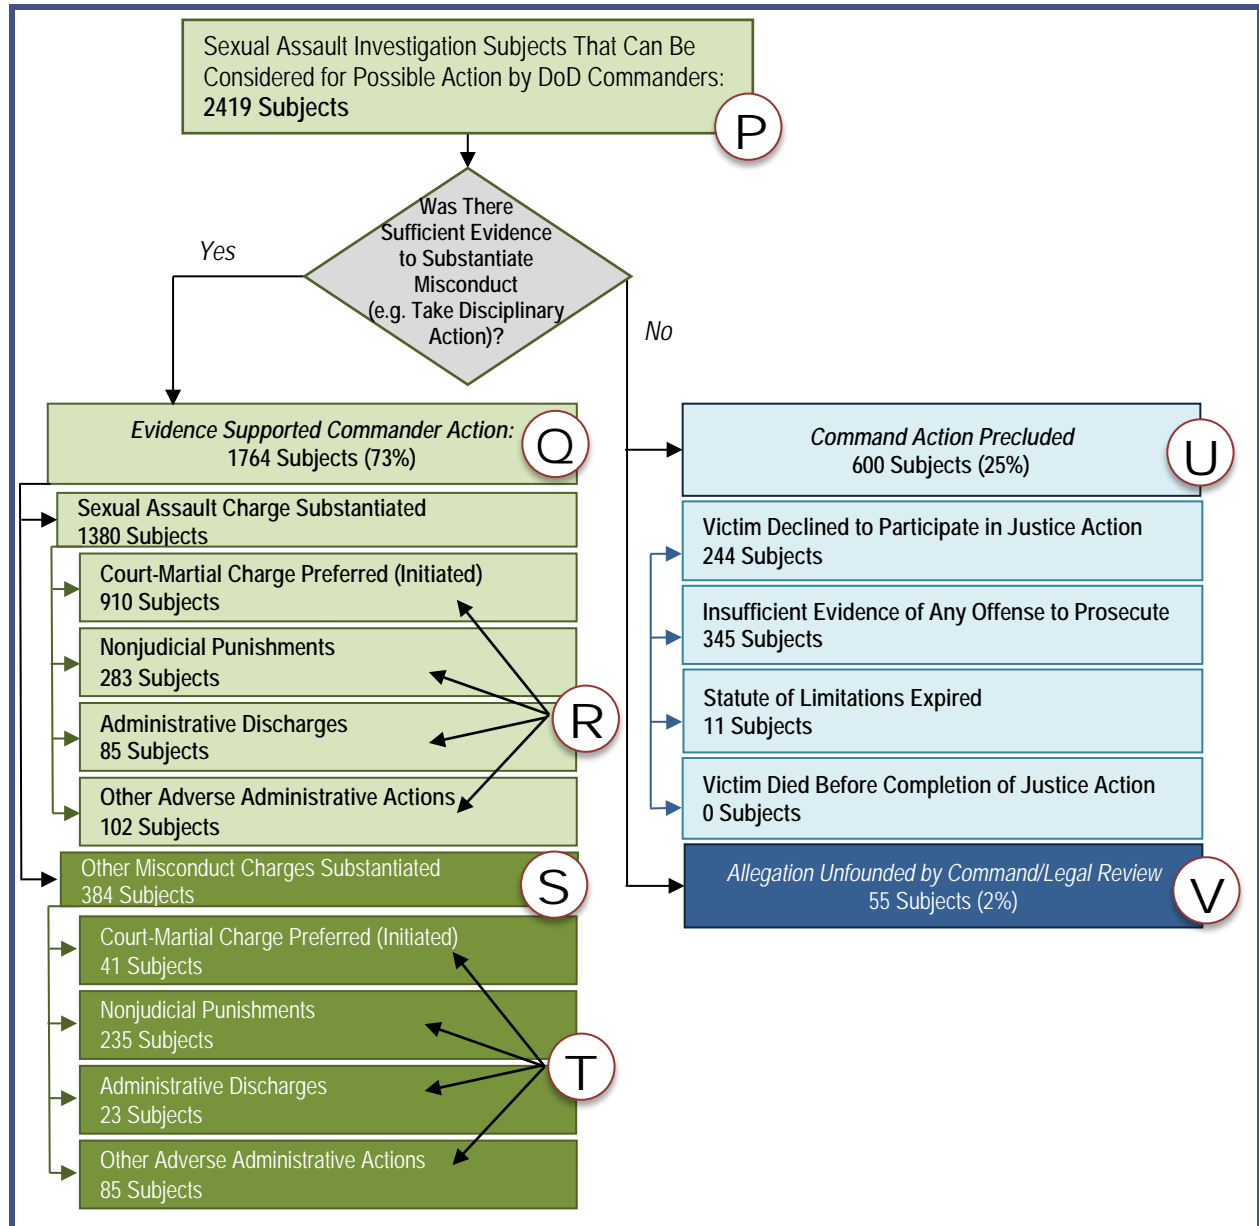 Sexual Assault Investigation Subjects That Can Be
Considered for Possible Action by DoD Commanders:
2419 Subjects
P
Was There
Sufficient Evidence
to Substantiate
Misconduct
(e.g. Take Disciplinary
Action)?
Yes
No
Evidence Supported Commander Action:
1764 Subjects (73%)
Q
Sexual Assault Charge Substantiated
1380 Subjects
Court-Martial Charge Preferred (Initiated)
910 Subjects
Nonjudicial Punishments
283 Subjects
R
Administrative Discharges
85 Subjects
Other Adverse Administrative Actions
102 Subjects
Other Misconduct Charges Substantiated
384 Subjects
S
Court-Martial Charge Preferred (Initiated)
41 Subjects
Nonjudicial Punishments
235 Subjects
T
Administrative Discharges
23 Subjects
Other Adverse Administrative Actions
85 Subjects
Command Action Precluded
600 Subjects (25%)
U
Victim Declined to Participate in Justice Action
244 Subjects
Insufficient Evidence of Any Offense to Prosecute
345 Subjects
Statute of Limitations Expired
11 Subjects
Victim Died Before Completion of Justice Action
0 Subjects
Allegation Unfounded by Command/Legal Review
55 Subjects (2%)
V